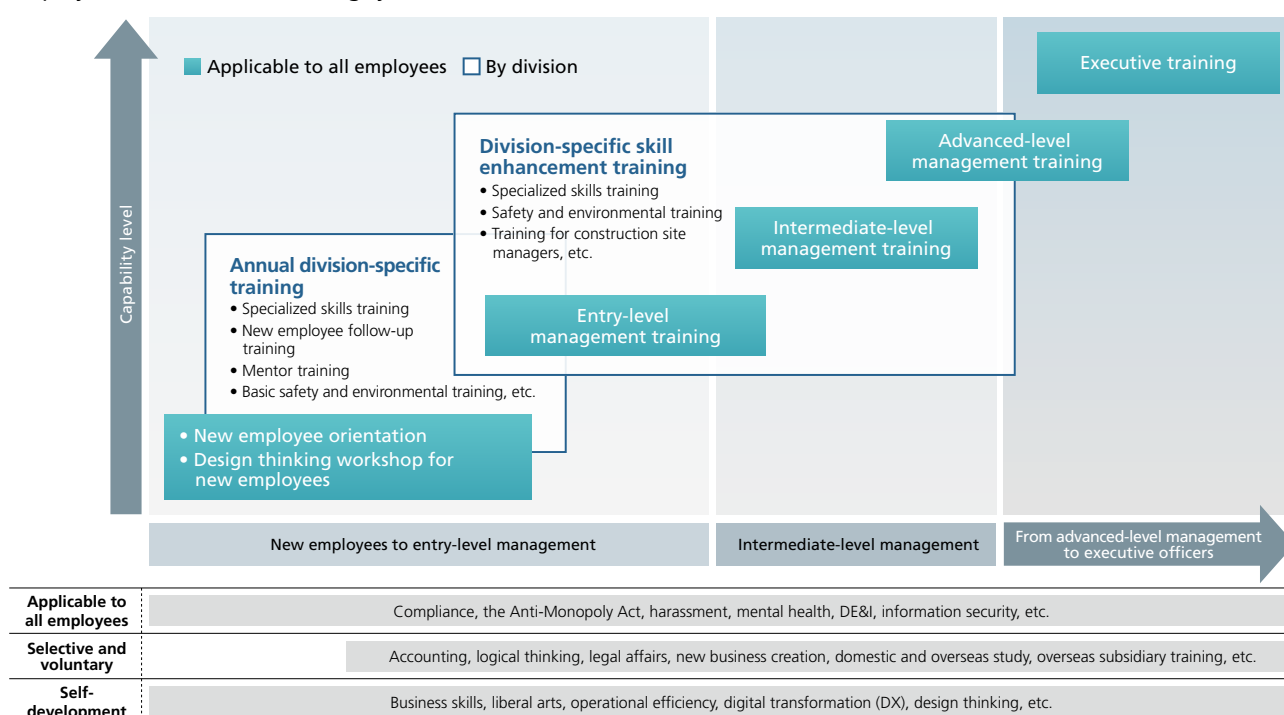 Applicable to all employees By division
Executive training
Advanced-level
management training
Division-specific skill
enhancement training
• Specialized skills training
• Safety and environmental training
• Training for construction site
managers, etc.
Intermediate-level
management training
Capability level
Annual division-specific
training
• Specialized skills training
• New employee follow-up
training
• Mentor training
• Basic safety and environmental training, etc.
Entry-level
management training
• New employee orientation
• Design thinking workshop for
new employees
New employees to entry-level management
Intermediate-level management
From advanced-level management
to executive officers
Applicable to
all employees
Compliance, the Anti-Monopoly Act, harassment, mental health, DE&I, information security, etc.
Selective and
voluntary
Accounting, logical thinking, legal affairs, new business creation, domestic and overseas study, overseas subsidiary training, etc.
Self-
development
Business skills, liberal arts, operational efficiency, digital transformation (DX), design thinking, etc.